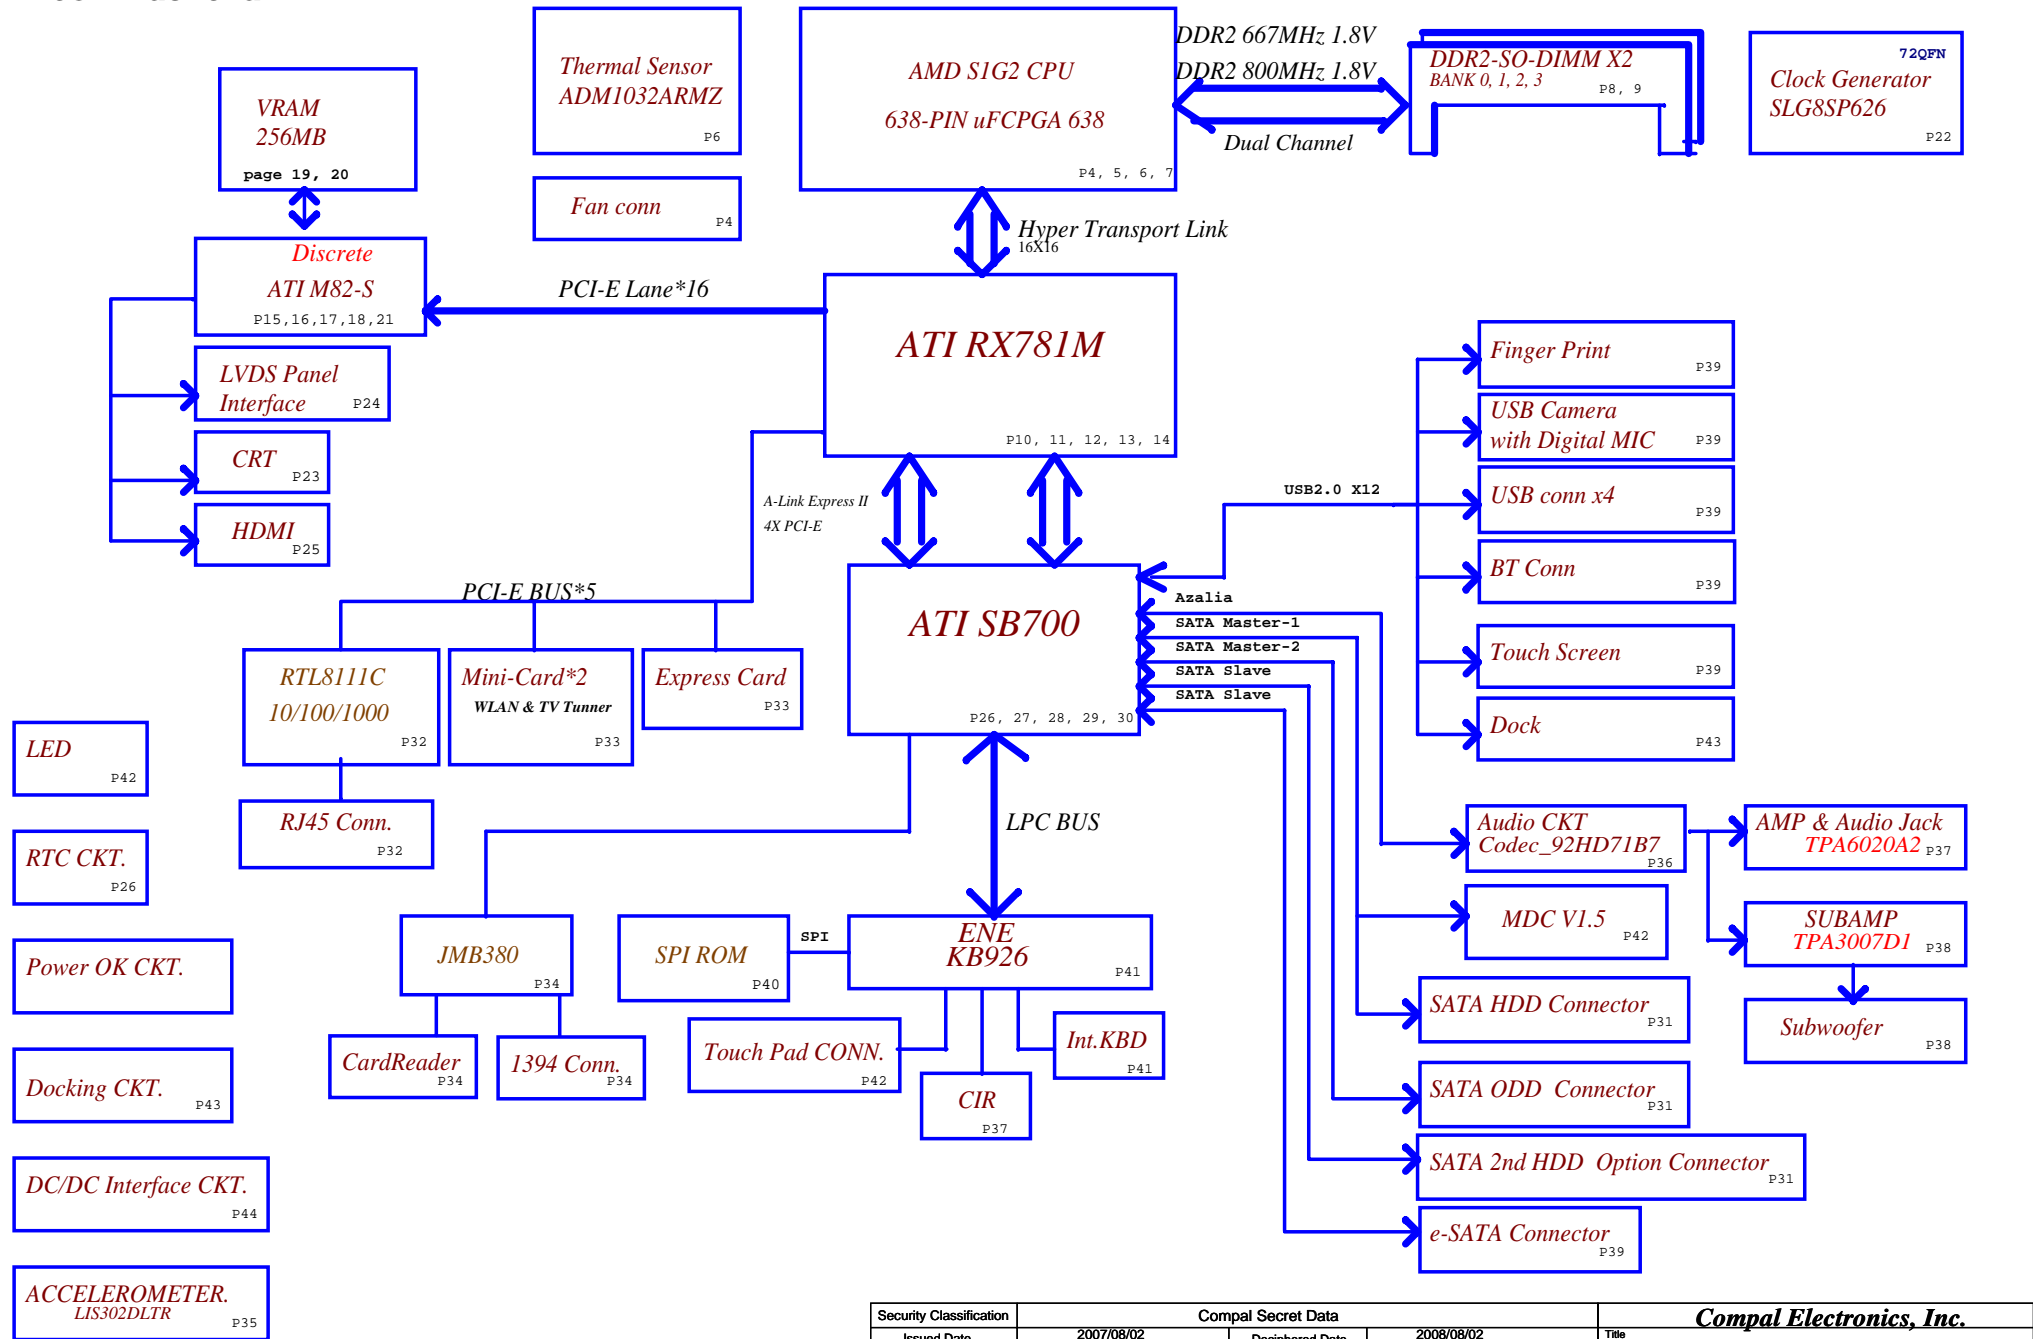 VRAM
256MB
page 19, 20
Thermal Sensor
ADM1032ARMZ
P6
Fan conn
P4
AMD S1G2 CPU
638-PIN uFCPGA 638
P4, 5, 6, 7
DDR2 667MHz 1.8V
DDR2 800MHz 1.8V
Dual Channel
DDR2-SO-DIMM X2
BANK 0, 1, 2, 3
P8, 9
72QFN
Clock Generator
SLG8SP626
P22
Hyper Transport Link
16X16
Discrete
ATI M82-S
P15,16,17,18,21
PCI-E Lane*16
ATI RX781M
P10, 11, 12, 13, 14
LVDS Panel
Interface
P24
CRT
P23
HDMI
P25
A-Link Express II
4X PCI-E
PCI-E BUS*5
USB2.0 X12
Finger Print
P39
USB Camera
with Digital MIC
P39
USB conn x4
P39
BT Conn
P39
Touch Screen
P39
Dock
P43
ATI SB700
P26, 27, 28, 29, 30
Azalia
SATA Master-1
SATA Master-2
SATA Slave
SATA Slave
RTL8111C
10/100/1000
P32
Mini-Card*2
WLAN & TV Tunner
P33
Express Card
P33
RJ45 Conn.
P32
LED
P42
RTC CKT.
P26
Power OK CKT.
Docking CKT.
P43
DC/DC Interface CKT.
P44
ACCELEROMETER.
LIS302DLTR
P35
LPC BUS
JMB380
P34
CardReader
P34
1394 Conn.
P34
SPI ROM
P40
SPI
ENE
KB926
P41
Touch Pad CONN.
P42
CIR
P37
Int.KBD
P41
Audio CKT
Codec_92HD71B7
P36
AMP & Audio Jack
TPA6020A2
P37
MDC V1.5
P42
SUBAMP
TPA3007D1
P38
Subwoofer
P38
SATA HDD Connector
P31
SATA ODD Connector
P31
SATA 2nd HDD Option Connector
P31
e-SATA Connector
P39
Security Classification
Compal Secret Data
Compal Electronics, Inc.
Issued Date
2007/08/02
Deciphered Date
2008/08/02
Title